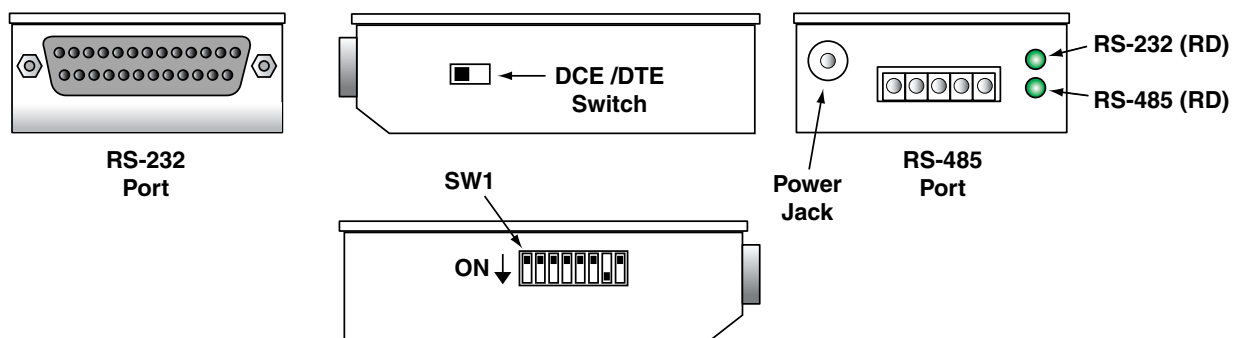 RS-232
Port
DCE /DTE
Switch
RS-232 (RD)
RS-485 (RD)
RS-485
Port
Power
Jack
SW1
ON